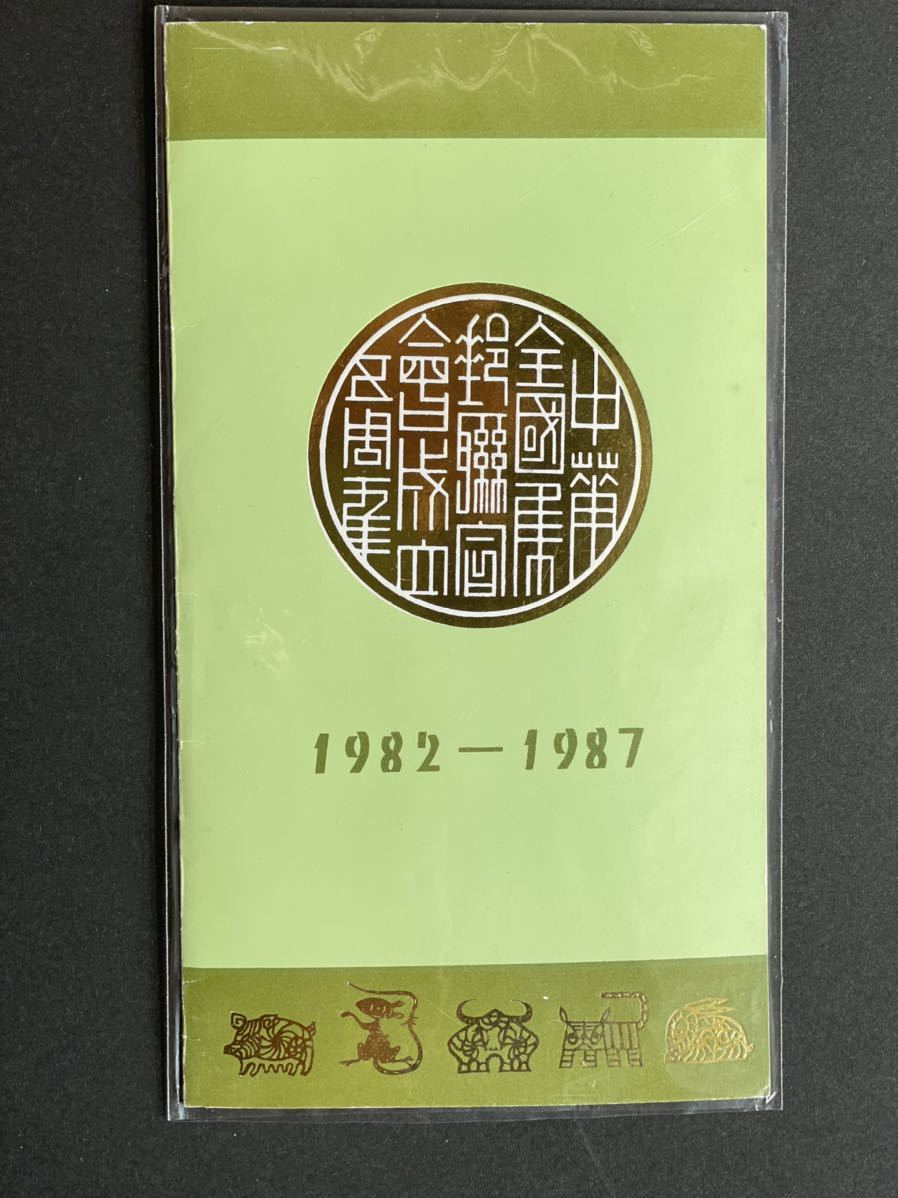 中華
全國集
郵聯合
會成立
五周年
1982—1987